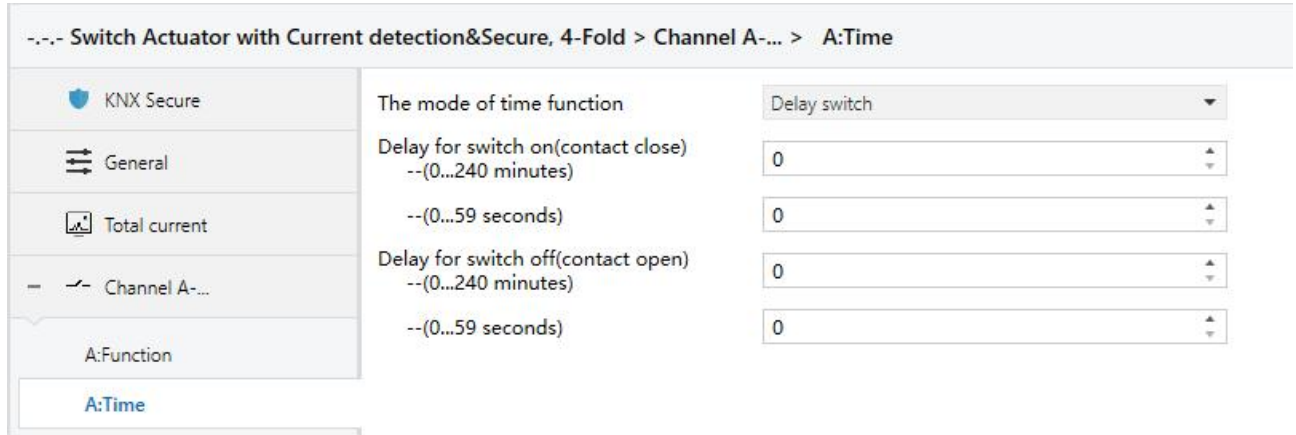 -.-.- Switch Actuator with Current detection&Secure, 4-Fold > Channel A-... > A:Time
KNX Secure
General
Total current
Channel A-...
A:Function
A:Time
The mode of time function
Delay switch
Delay for switch on(contact close)
--(0...240 minutes)
0
--(0...59 seconds)
0
Delay for switch off(contact open)
--(0...240 minutes)
0
--(0...59 seconds)
0